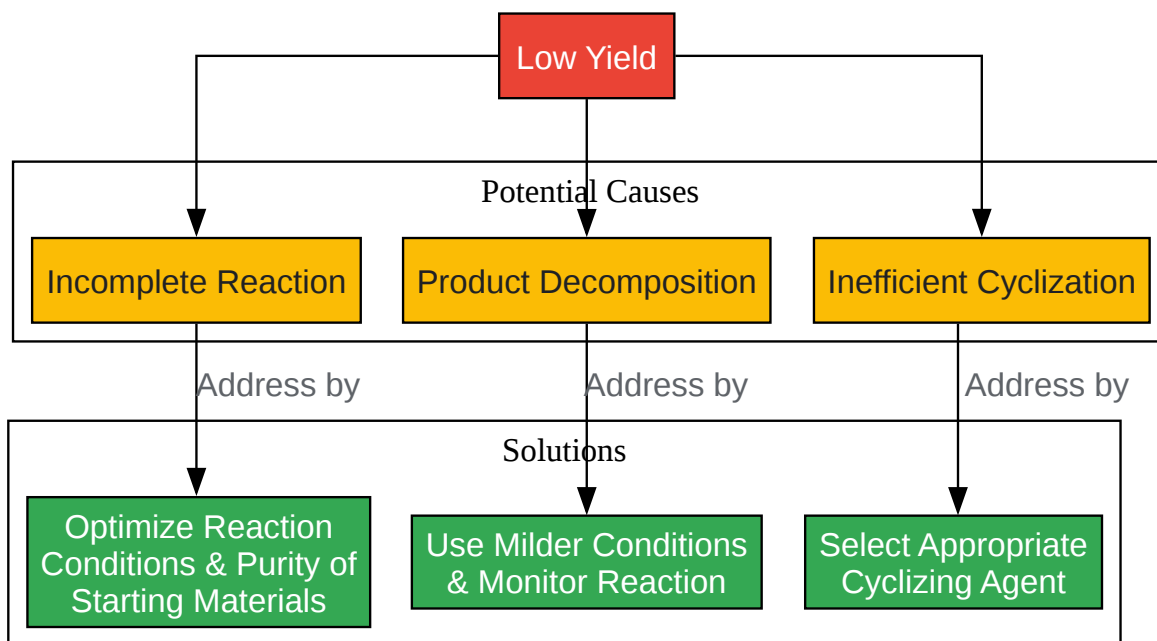 Low Yield
Potential Causes
Incomplete Reaction
Product Decomposition
Inefficient Cyclization
Address by
Address by
Address by
Solutions
Optimize Reaction
Conditions & Purity of
Starting Materials
Use Milder Conditions
& Monitor Reaction
Select Appropriate
Cyclizing Agent